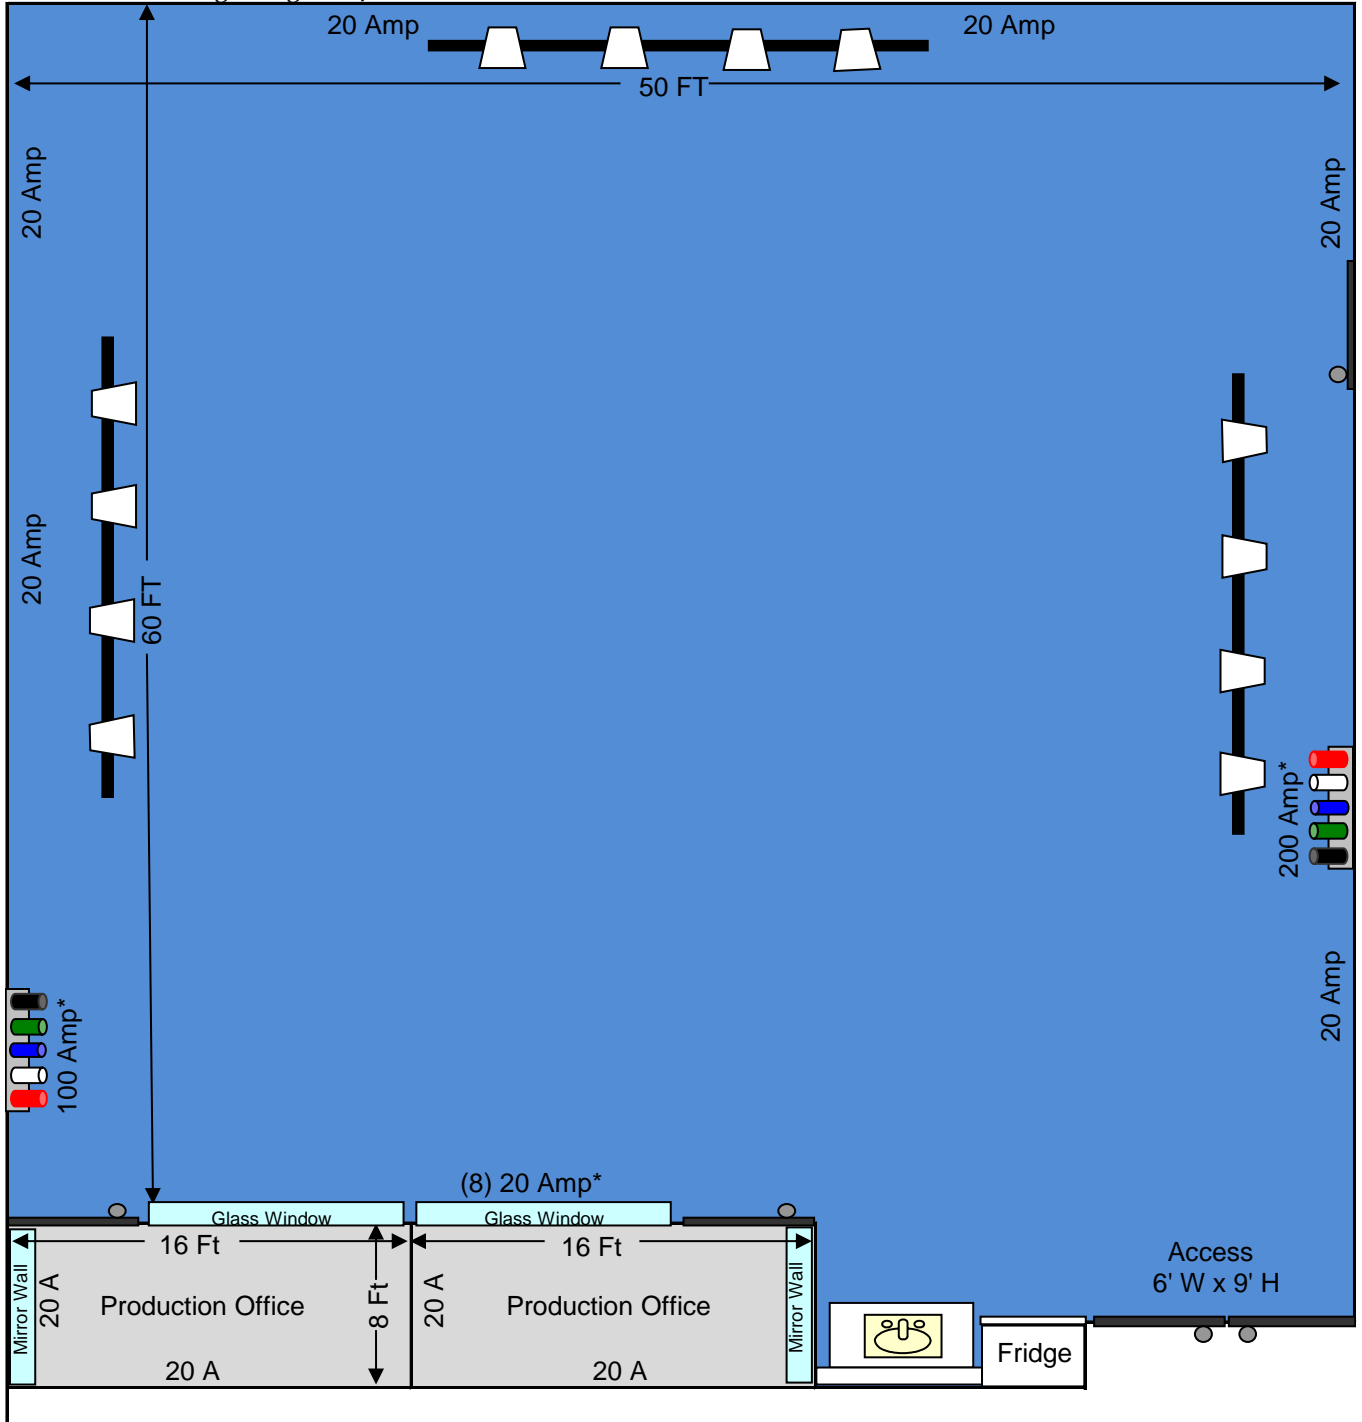 20 Amp
20 Amp
50 FT
20 Amp
20 Amp
20 Amp
60 FT
200 Amp*
20 Amp
100 Amp*
(8) 20 Amp*
Glass Window
Glass Window
16 Ft
16 Ft
Access
6' W x 9' H
Mirror Wall
20 A
Production Office
8 Ft
20 A
Production Office
Mirror Wall
Fridge
20 A
20 A